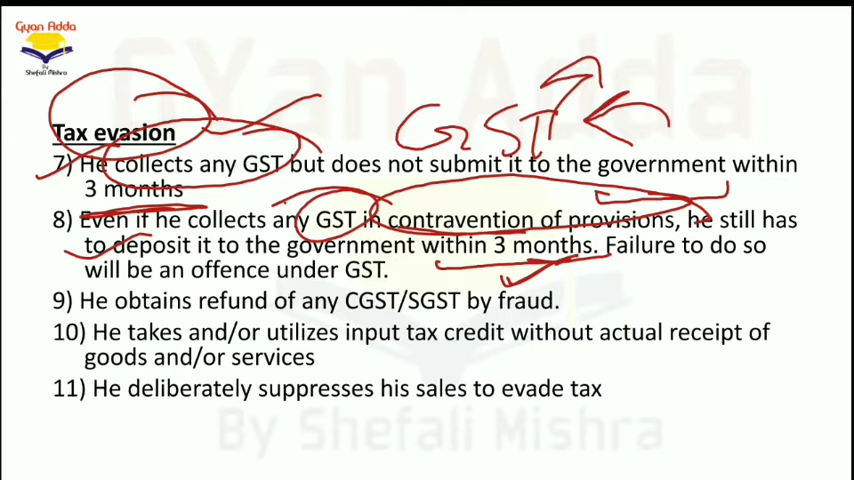 Gyan Adda
By
Shefali Mishra
GYan Adda
GST
Tax evasion
7) He collects any GST but does not submit it to the government within
3 months
8) Even if he collects any GST in contravention of provisions, he still has
to deposit it to the government within 3 months. Failure to do so
will be an offence under GST.
9) He obtains refund of any CGST/SGST by fraud.
10) He takes and/or utilizes input tax credit without actual receipt of
goods and/or services
11) He deliberately suppresses his sales to evade tax
By Shefali Mishra